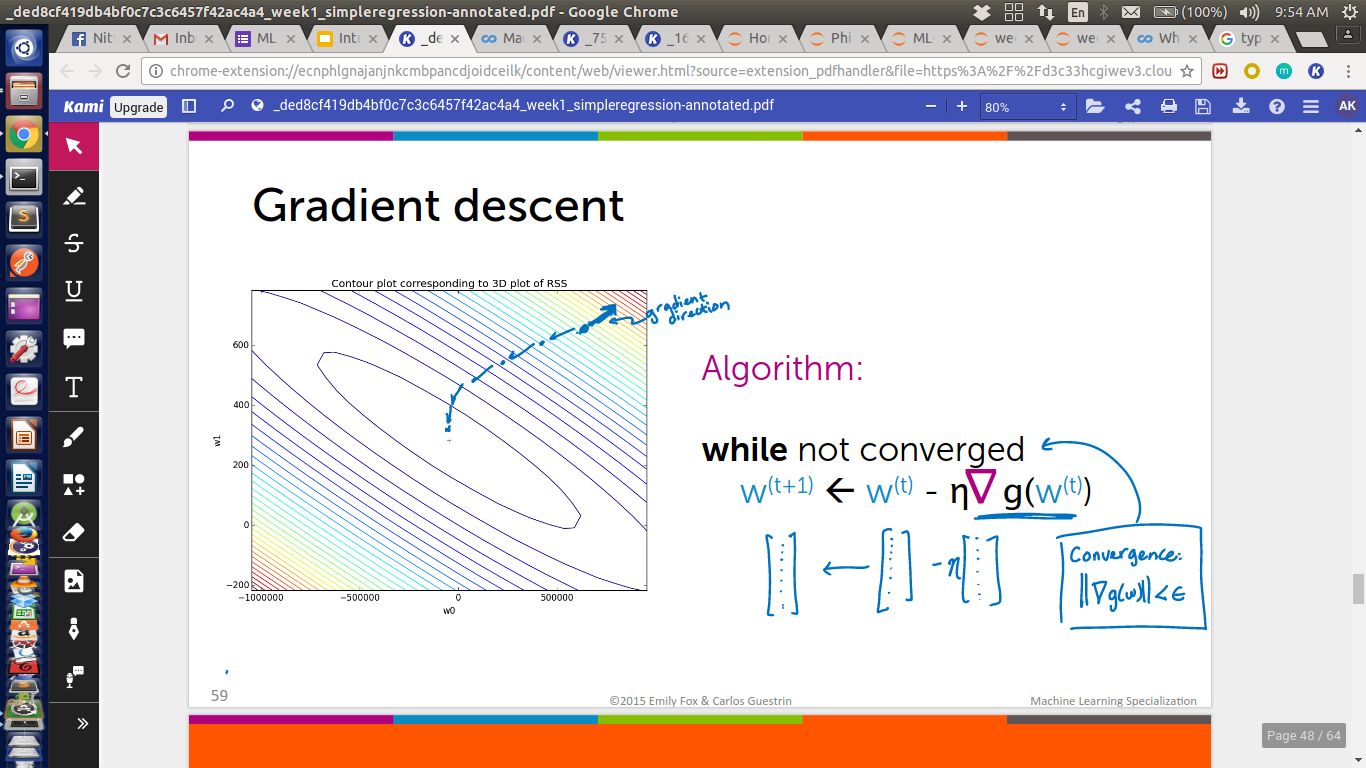 _ded8cf419db4bf0c7c3c6457f42ac4a4_week1_simpleregression-annotated.pdf - Google Chrome
En
(100%)
9:54 AM
Nit
Inb
ML
Intr
_de
Ma
_75
_16
Hor
Phi
ML-
wee
wee
Wh
typ
chrome-extension://ecnphlgnajanjnkcmbpancdjoidceilk/content/web/viewer.html?source=extension_pdfhandler&file=https%3A%2F%2Fd3c33hcgiwev3.clou
Kami
Upgrade
_ded8cf419db4bf0c7c3c6457f42ac4a4_week1_simpleregression-annotated.pdf
80%
AK
Gradient descent
Contour plot corresponding to 3D plot of RSS
gradient
direction
600
400
200
0
−200
w1
−1000000
−500000
0
500000
w0
Algorithm:
while not converged
w(t+1) ← w(t) - η∇ g(w(t))
[ ] ← [ ] - η [ ]
Convergence:
||∇g(w)|| < ϵ
59
©2015 Emily Fox & Carlos Guestrin
Machine Learning Specialization
Page 48 / 64